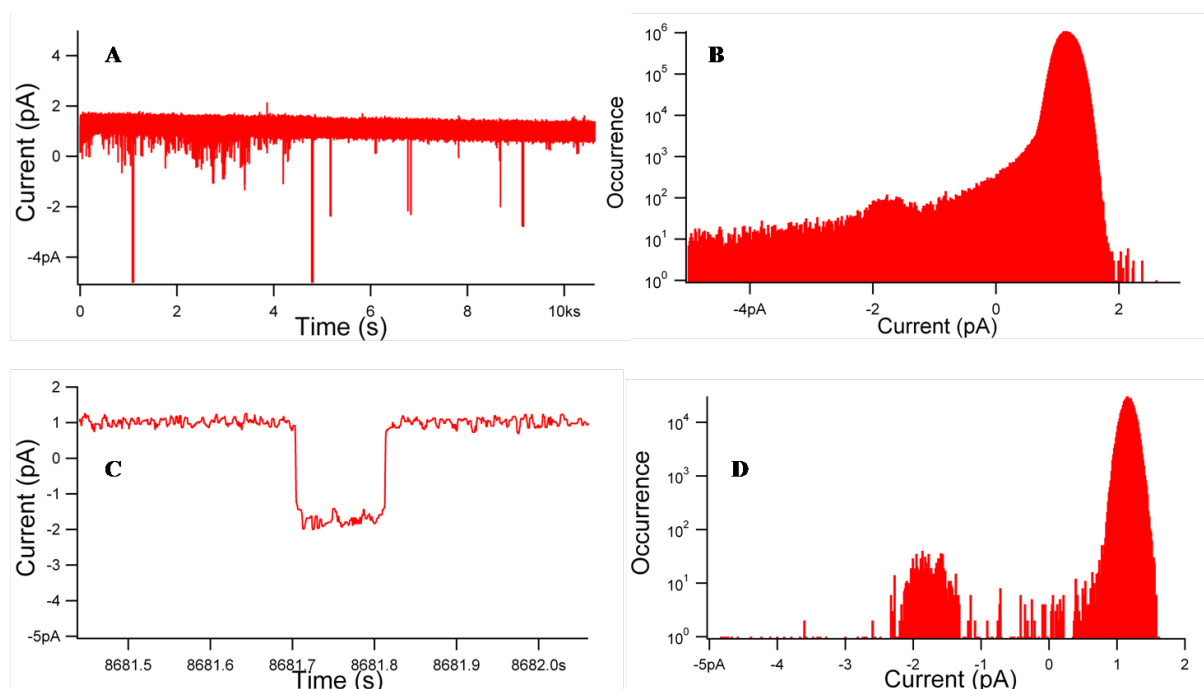 A
Current (pA)
4
2
0
-2
-4pA
0 2 4 6 8 10ks
Time (s)
B
Occurrence
10^6
10^5
10^4
10^3
10^2
10^1
10^0
-4pA -2 0 2
Current (pA)
C
Current (pA)
2
1
0
-1
-2
-3
-4
-5pA
8681.5 8681.6 8681.7 8681.8 8681.9 8682.0s
Time (s)
D
Occurrence
10^4
10^3
10^2
10^1
10^0
-5pA -4 -3 -2 -1 0 1 2
Current (pA)